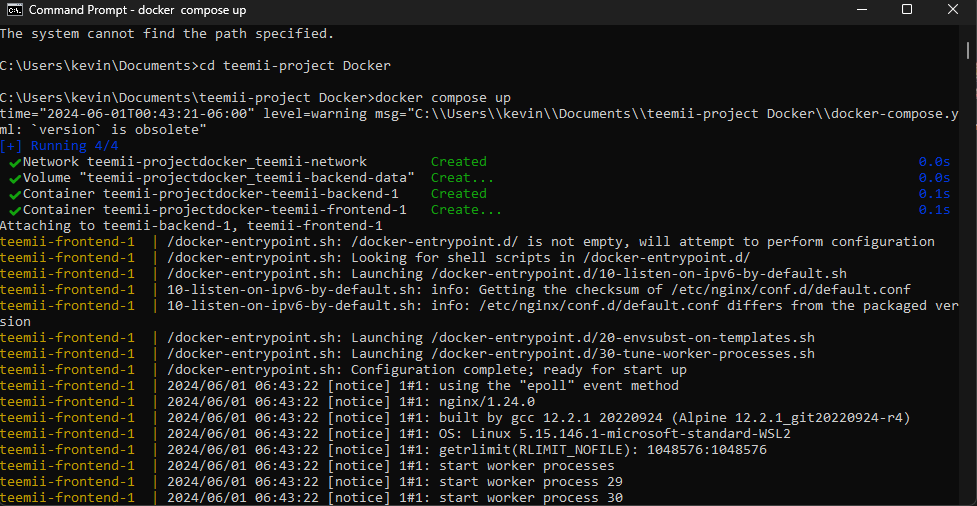 Command Prompt - docker compose up
The system cannot find the path specified.
C:\Users\kevin\Documents>cd teemii-project Docker
C:\Users\kevin\Documents\teemii-project Docker>docker compose up
time="2024-06-01T00:43:21-06:00" level=warning msg="C:\\Users\\kevin\\Documents\\teemii-project Docker\\docker-compose.y
ml: `version` is obsolete"
[+] Running 4/4
✔Network teemii-projectdocker_teemii-network Created 0.0s
✔Volume "teemii-projectdocker_teemii-backend-data" Creat... 0.0s
✔Container teemii-projectdocker-teemii-backend-1 Created 0.1s
✔Container teemii-projectdocker-teemii-frontend-1 Create... 0.1s
Attaching to teemii-backend-1, teemii-frontend-1
teemii-frontend-1 | /docker-entrypoint.sh: /docker-entrypoint.d/ is not empty, will attempt to perform configuration
teemii-frontend-1 | /docker-entrypoint.sh: Looking for shell scripts in /docker-entrypoint.d/
teemii-frontend-1 | /docker-entrypoint.sh: Launching /docker-entrypoint.d/10-listen-on-ipv6-by-default.sh
teemii-frontend-1 | 10-listen-on-ipv6-by-default.sh: info: Getting the checksum of /etc/nginx/conf.d/default.conf
teemii-frontend-1 | 10-listen-on-ipv6-by-default.sh: info: /etc/nginx/conf.d/default.conf differs from the packaged ver
sion
teemii-frontend-1 | /docker-entrypoint.sh: Launching /docker-entrypoint.d/20-envsubst-on-templates.sh
teemii-frontend-1 | /docker-entrypoint.sh: Launching /docker-entrypoint.d/30-tune-worker-processes.sh
teemii-frontend-1 | /docker-entrypoint.sh: Configuration complete; ready for start up
teemii-frontend-1 | 2024/06/01 06:43:22 [notice] 1#1: using the "epoll" event method
teemii-frontend-1 | 2024/06/01 06:43:22 [notice] 1#1: nginx/1.24.0
teemii-frontend-1 | 2024/06/01 06:43:22 [notice] 1#1: built by gcc 12.2.1 20220924 (Alpine 12.2.1_git20220924-r4)
teemii-frontend-1 | 2024/06/01 06:43:22 [notice] 1#1: OS: Linux 5.15.146.1-microsoft-standard-WSL2
teemii-frontend-1 | 2024/06/01 06:43:22 [notice] 1#1: getrlimit(RLIMIT_NOFILE): 1048576:1048576
teemii-frontend-1 | 2024/06/01 06:43:22 [notice] 1#1: start worker processes
teemii-frontend-1 | 2024/06/01 06:43:22 [notice] 1#1: start worker process 29
teemii-frontend-1 | 2024/06/01 06:43:22 [notice] 1#1: start worker process 30